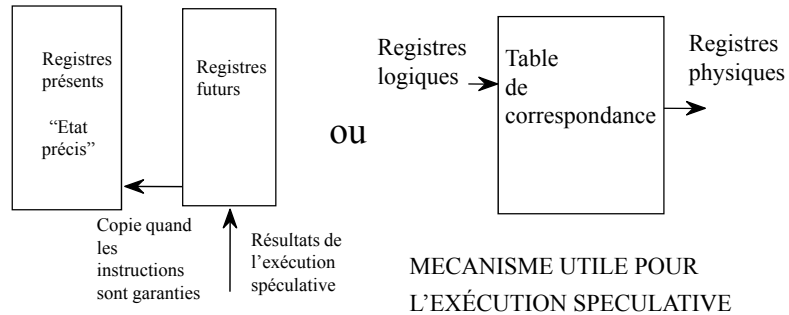 Registres
présents
“Etat
précis”
Registres
futurs
Copie quand
les
instructions
sont garanties
Résultats de
l’exécution
spéculative
ou
Registres
logiques
Table
de
correspondance
Registres
physiques
MECANISME UTILE POUR
L’EXÉCUTION SPECULATIVE